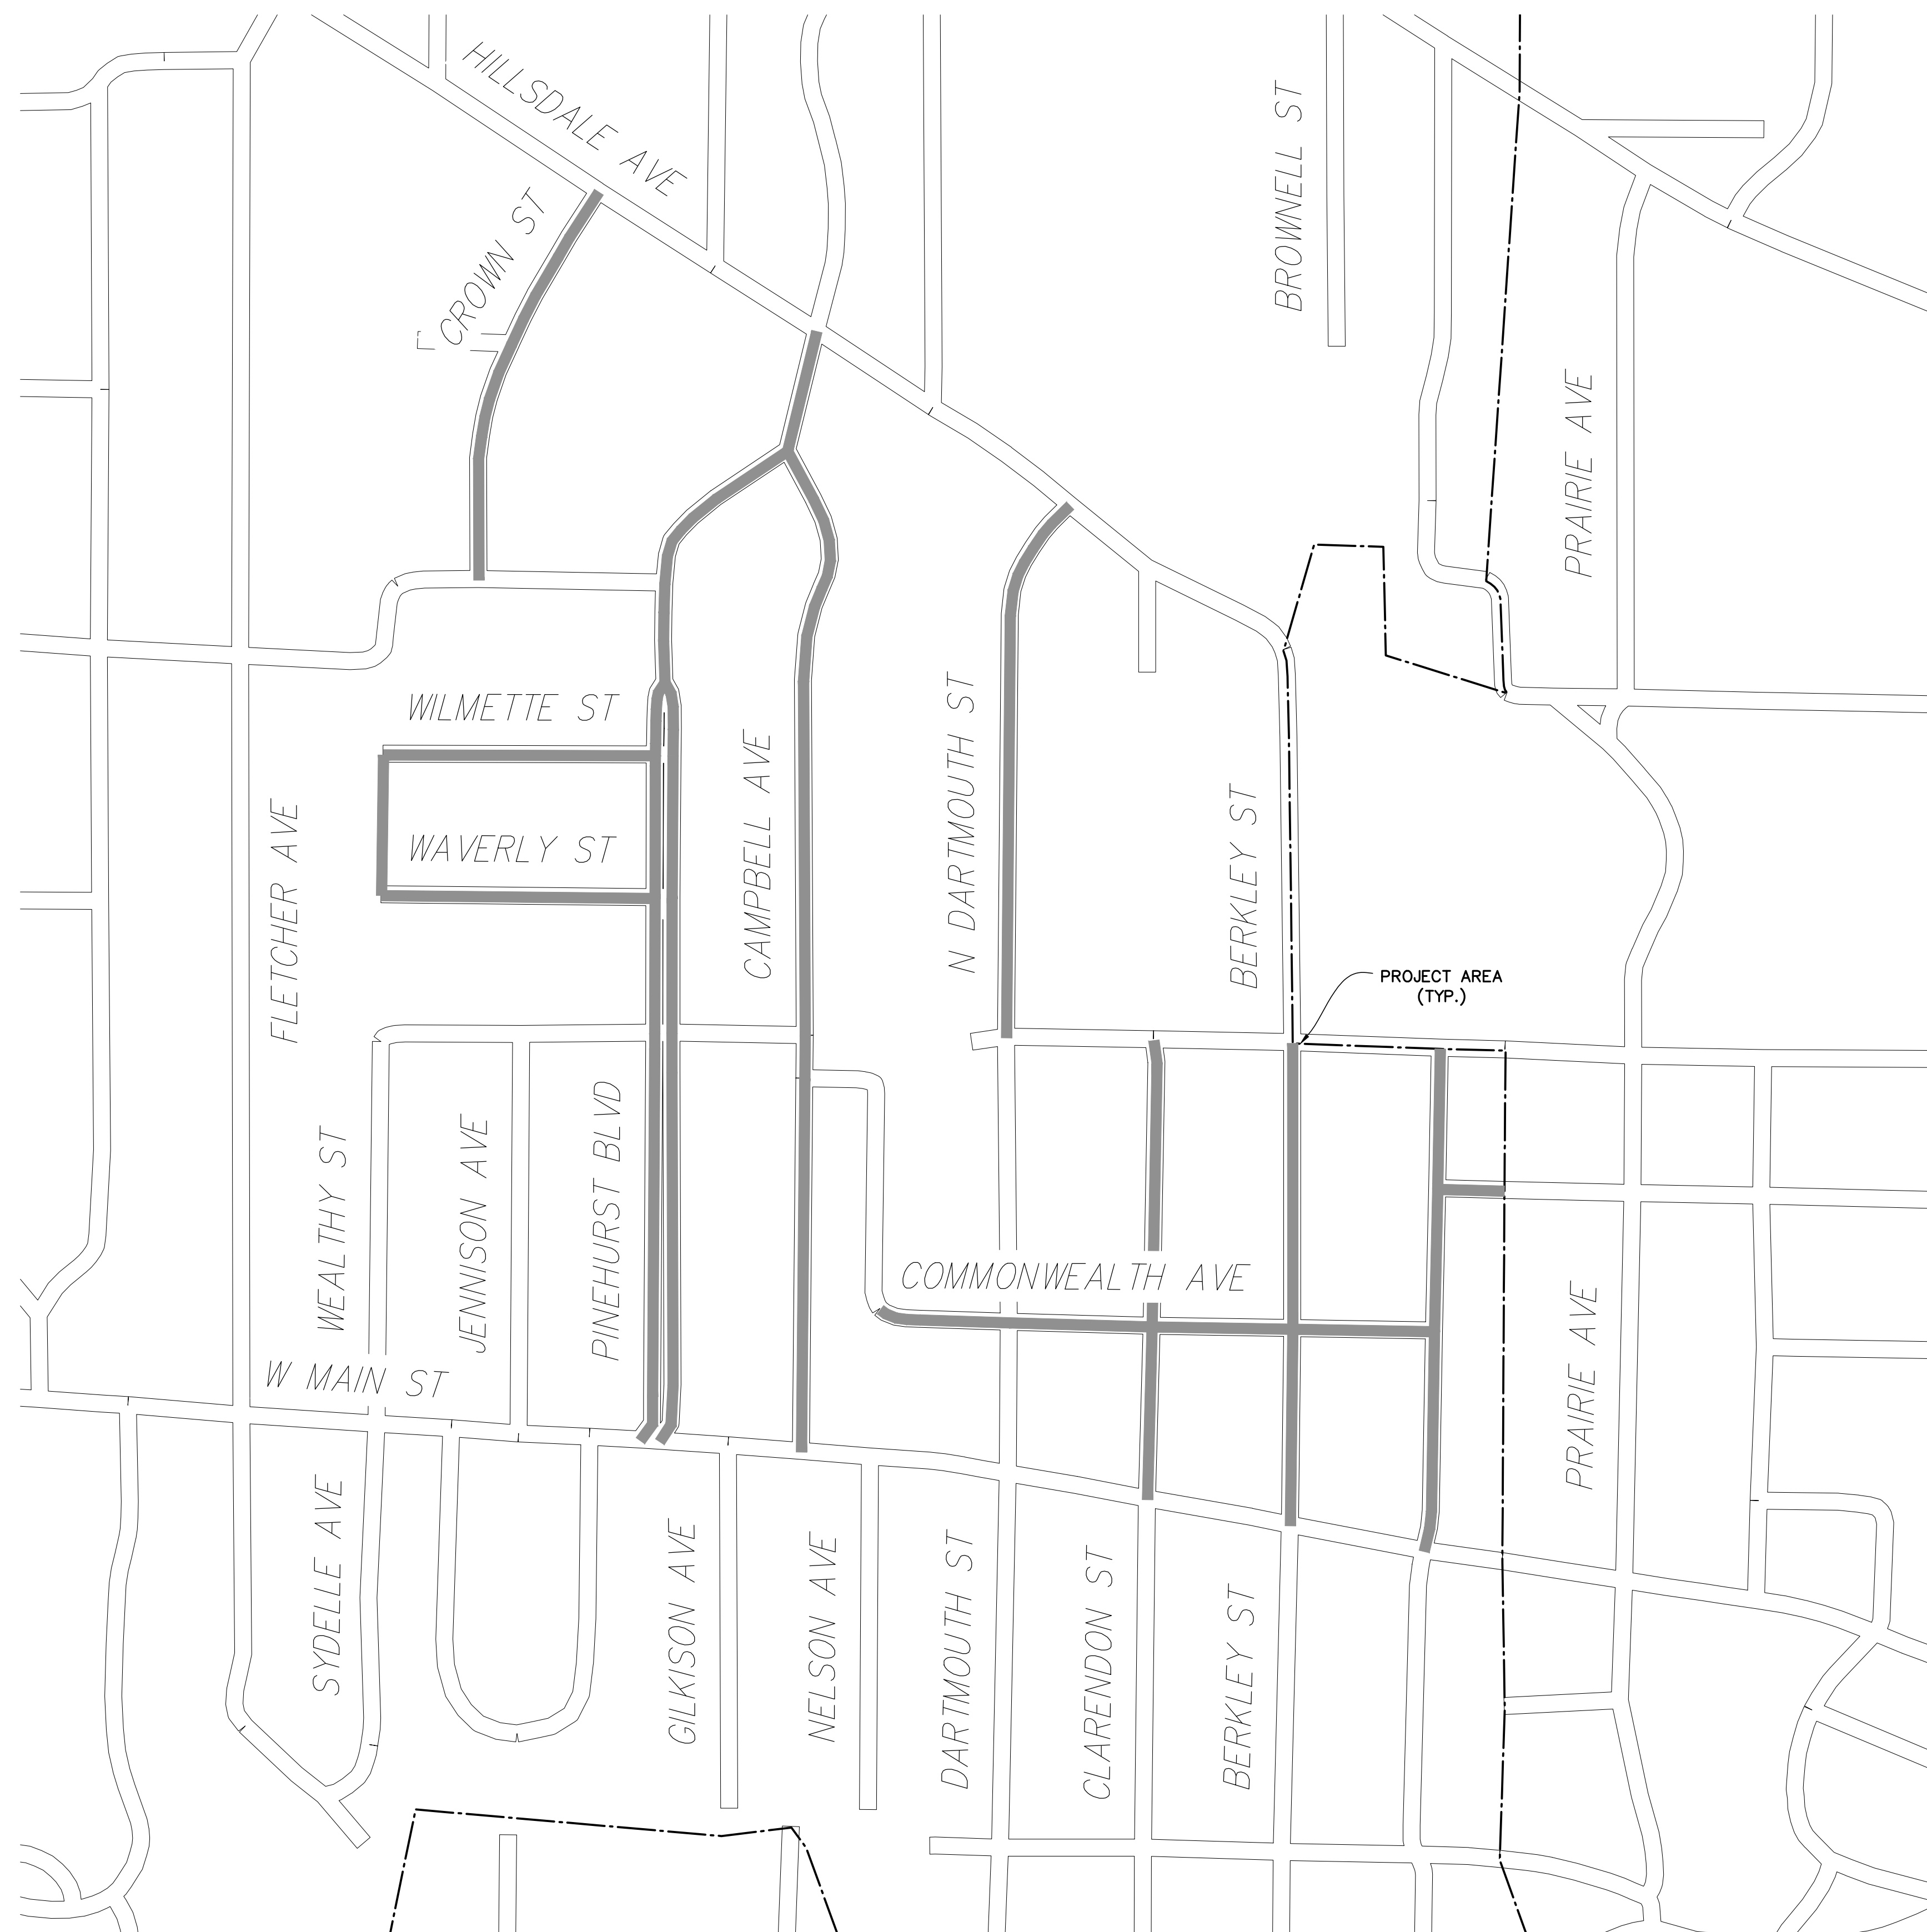 HILLSDALE AVE
BROWNELL ST
CROWN ST
PRAIRIE AVE
WILMETTE ST
N DARTMOUTH ST
CAMPBELL AVE
BERKLEY ST
FLETCHER AVE
WAVERLY ST
PROJECT AREA
(TYP.)
WEALTHY ST
JENNISON AVE
PINEHURST BLVD
COMMONWEALTH AVE
PRAIRIE AVE
W MAIN ST
SYDELLE AVE
GILKISON AVE
NELSON AVE
DARTMOUTH ST
CLARENDON ST
BERKLEY ST